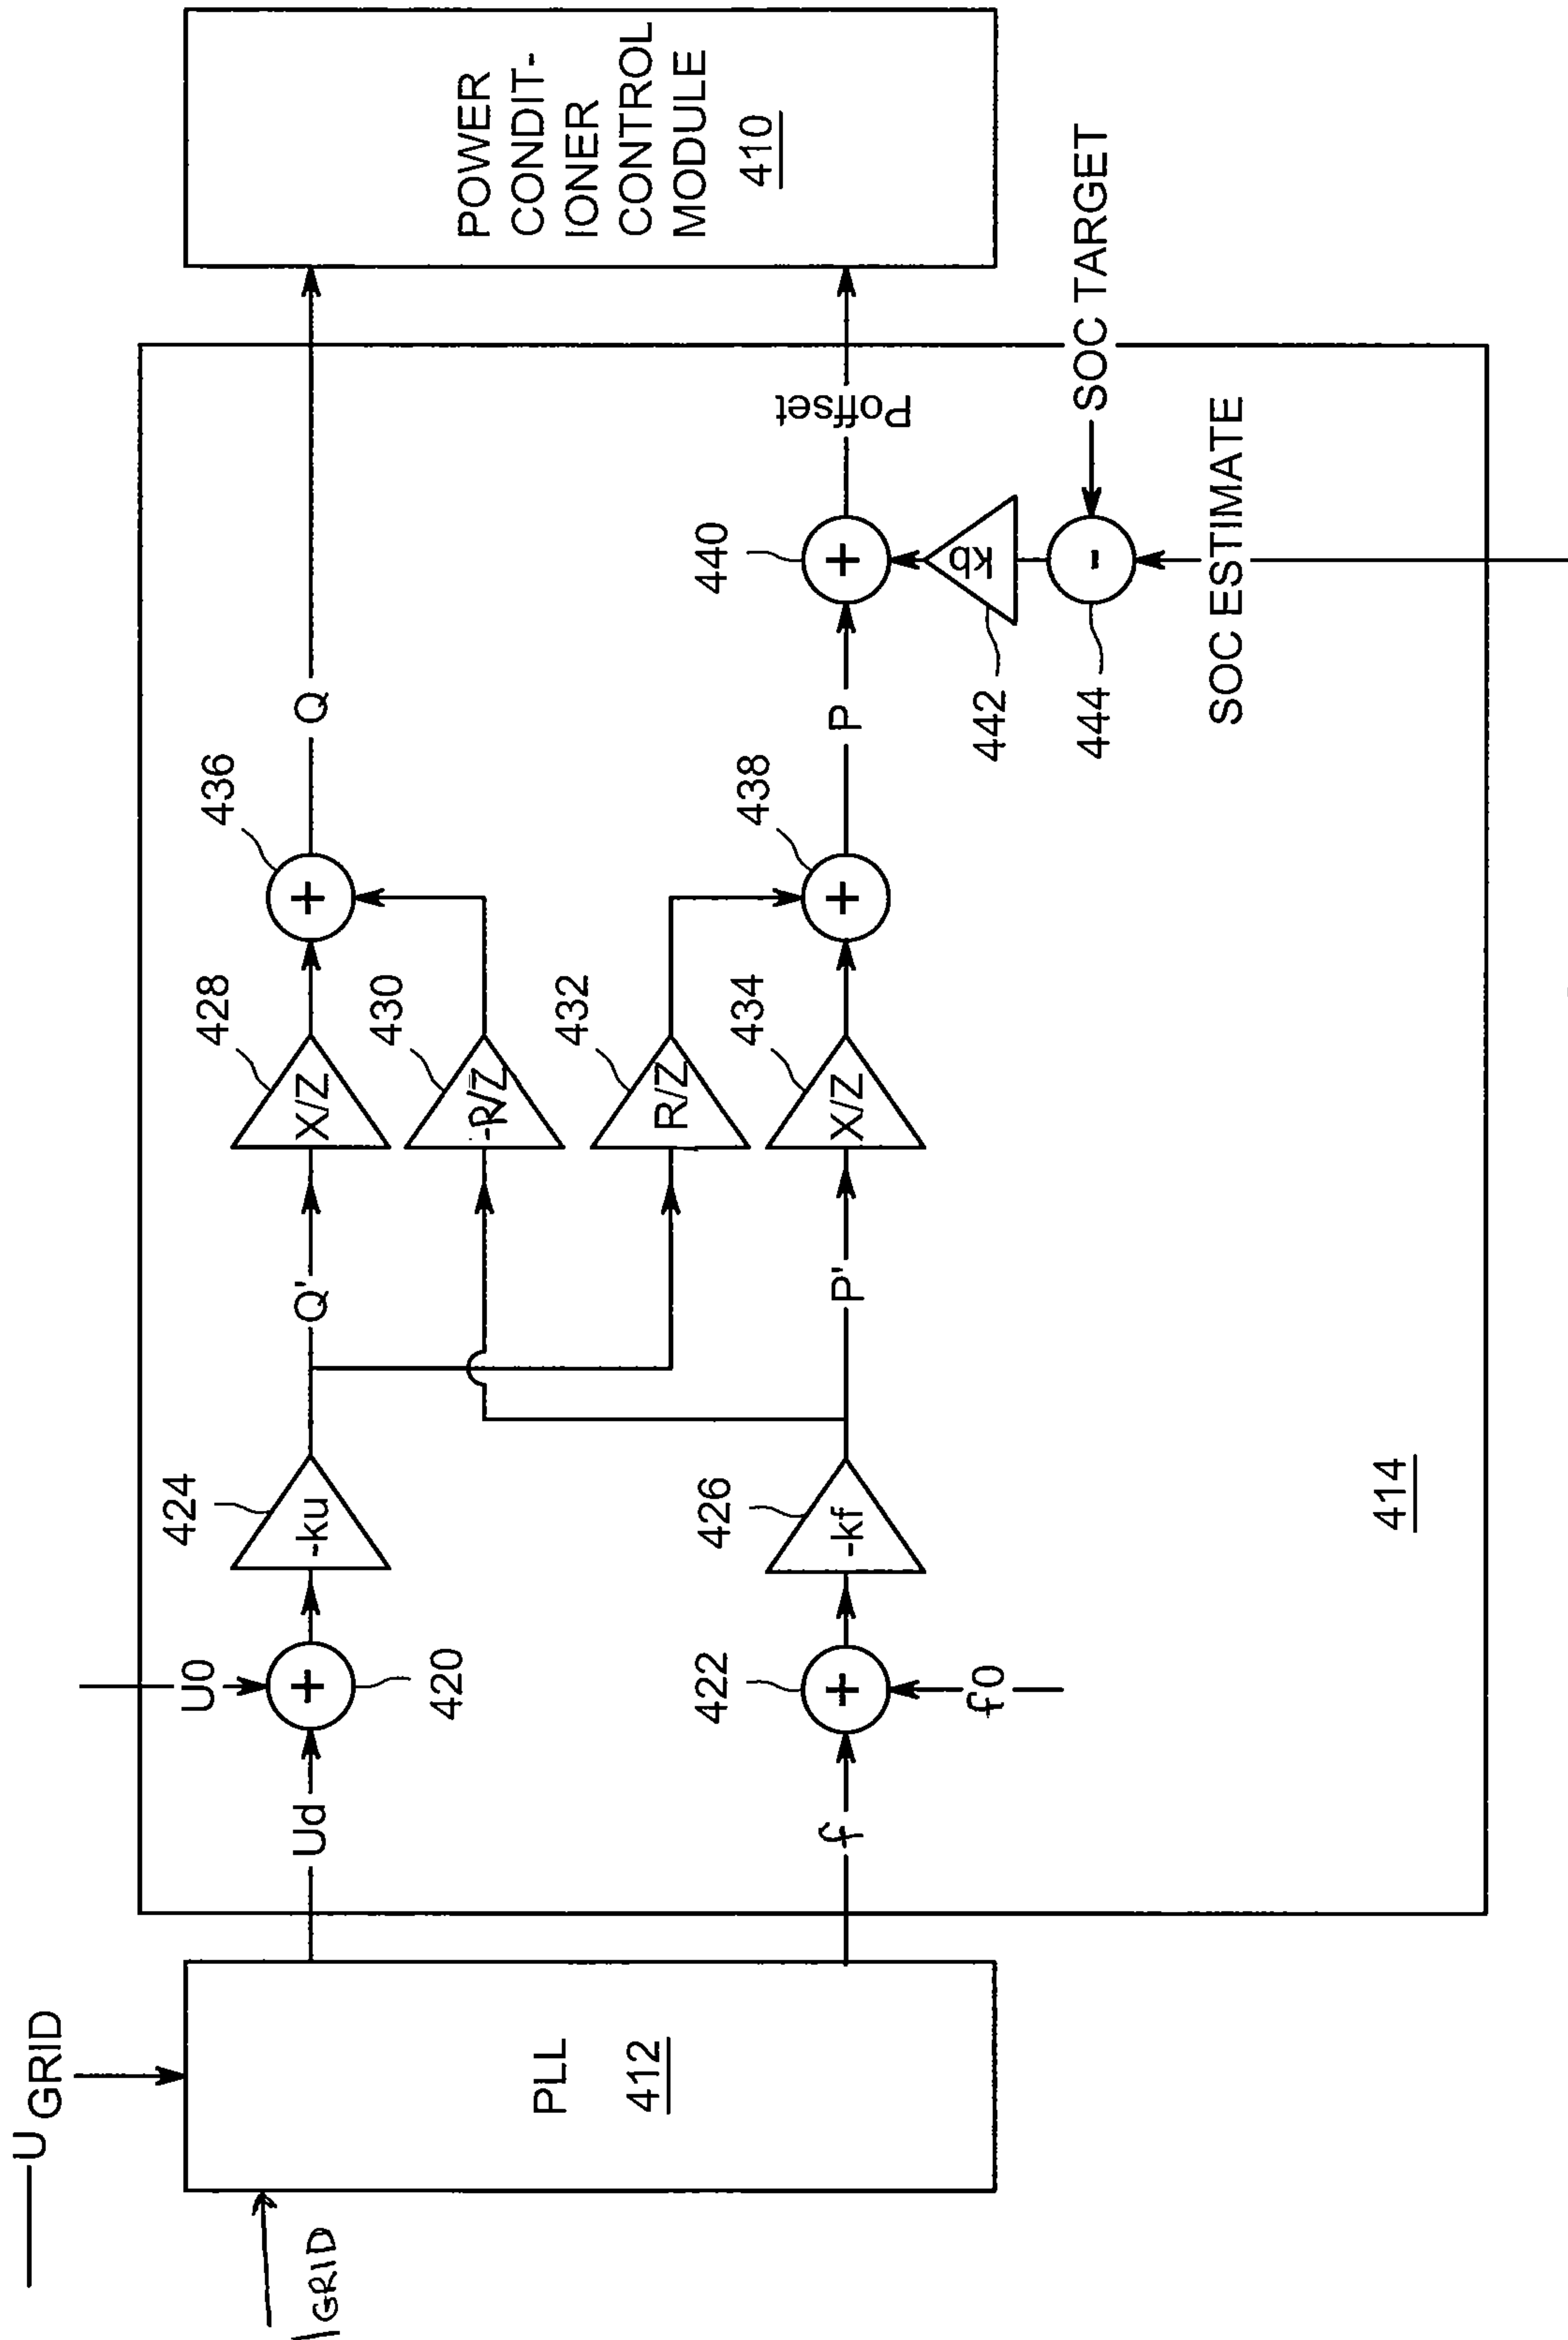 U GRID
I GRID
PLL
412
Ud
U0
+
420
-ku
424
Q'
X/Z
428
-R/Z
430
+
436
Q
f
f0
+
422
-kf
426
P'
R/Z
432
X/Z
434
+
438
P
+
440
Poffset
kb
442
-
444
SOC TARGET
SOC ESTIMATE
414
POWER
CONDIT-
IONER
CONTROL
MODULE
410